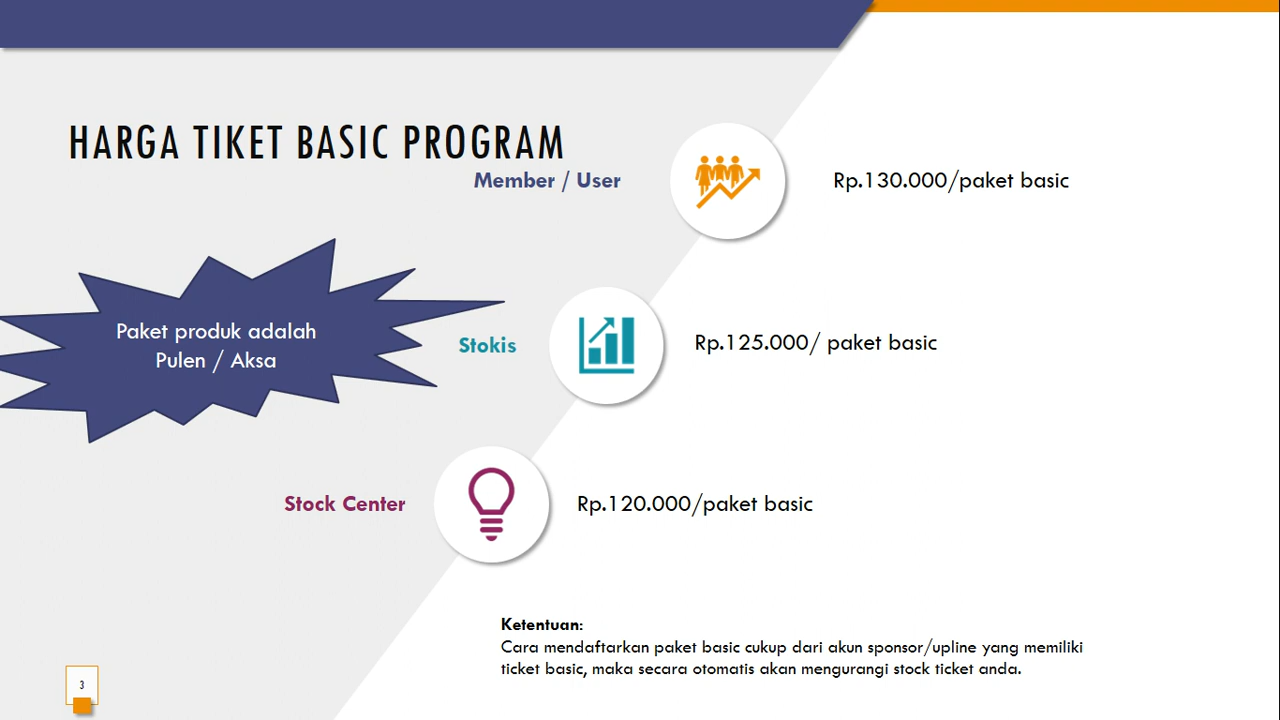 HARGA TIKET BASIC PROGRAM
Member / User
Rp.130.000/paket basic
Paket produk adalah
Pulen / Aksa
Stokis
Rp.125.000/ paket basic
Stock Center
Rp.120.000/paket basic
Ketentuan:
Cara mendaftarkan paket basic cukup dari akun sponsor/upline yang memiliki
ticket basic, maka secara otomatis akan mengurangi stock ticket anda.
3